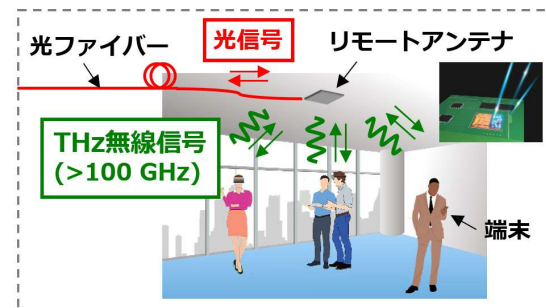 光ファイバー
光信号
リモートアンテナ
THz無線信号
(>100 GHz)
端末